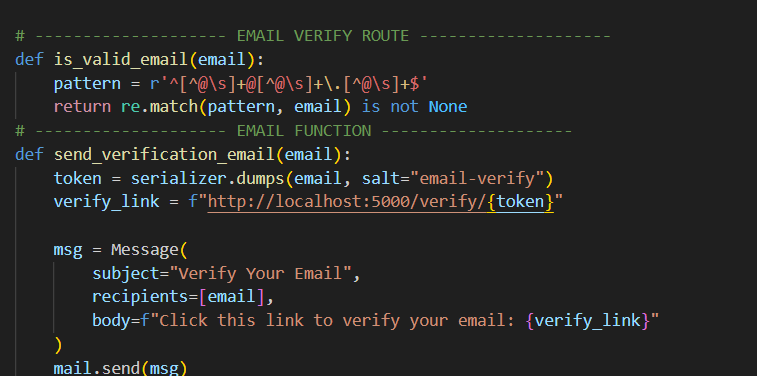 # -------------------- EMAIL VERIFY ROUTE --------------------
def is_valid_email(email):
    pattern = r'^[^@\s]+@[^@\s]+\.[^@\s]+$'
    return re.match(pattern, email) is not None
# -------------------- EMAIL FUNCTION --------------------
def send_verification_email(email):
    token = serializer.dumps(email, salt="email-verify")
    verify_link = f"http://localhost:5000/verify/{token}"
    msg = Message(
        subject="Verify Your Email",
        recipients=[email],
        body=f"Click this link to verify your email: {verify_link}"
    )
    mail.send(msg)